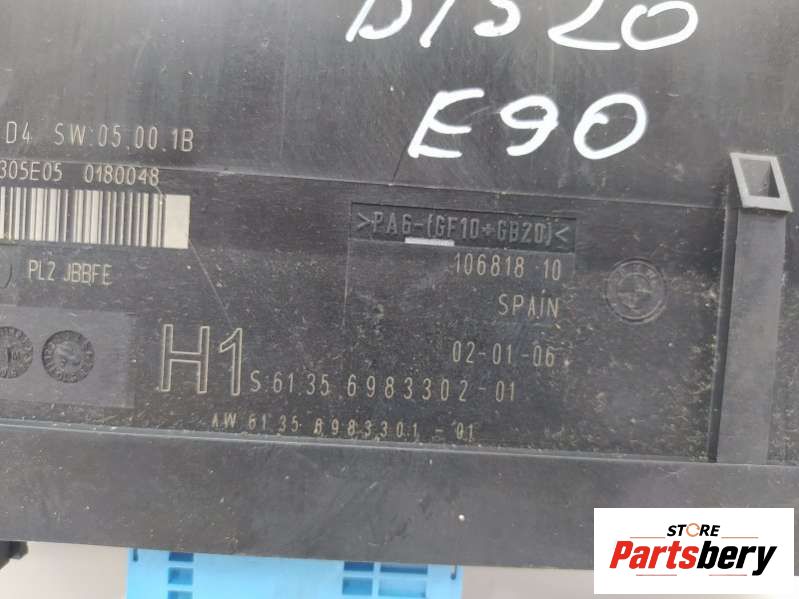 D1520
E90
D4 SW:05.00.1B
305E05 0180048
>PA6-(GF10+GB20)<
106818 10
PL2 JBBFE
SPAIN
02-01-06
H1
S 61.35 6983302-01
AW 61 35 6983301-01
STORE
Partsbery